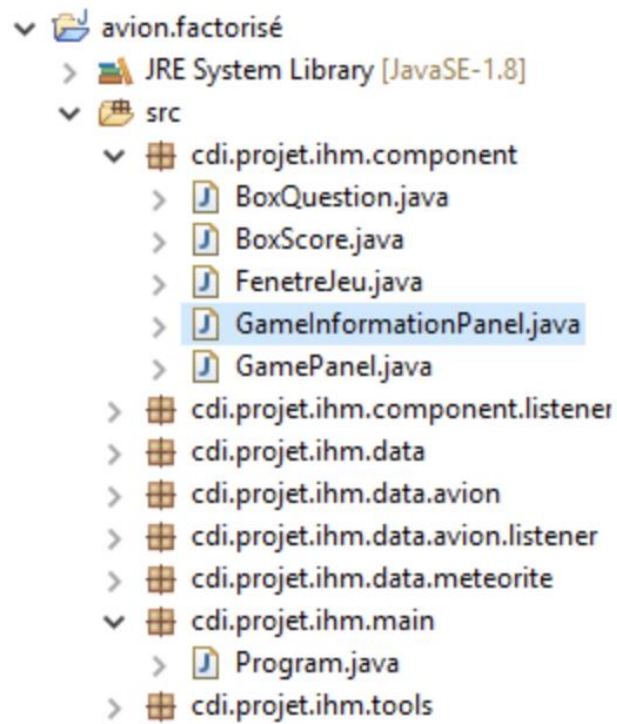 avion.factorisé
JRE System Library [JavaSE-1.8]
src
cdi.projet.ihm.component
BoxQuestion.java
BoxScore.java
FenetreJeu.java
GameInformationPanel.java
GamePanel.java
cdi.projet.ihm.component.listener
cdi.projet.ihm.data
cdi.projet.ihm.data.avion
cdi.projet.ihm.data.avion.listener
cdi.projet.ihm.data.meteorite
cdi.projet.ihm.main
Program.java
cdi.projet.ihm.tools